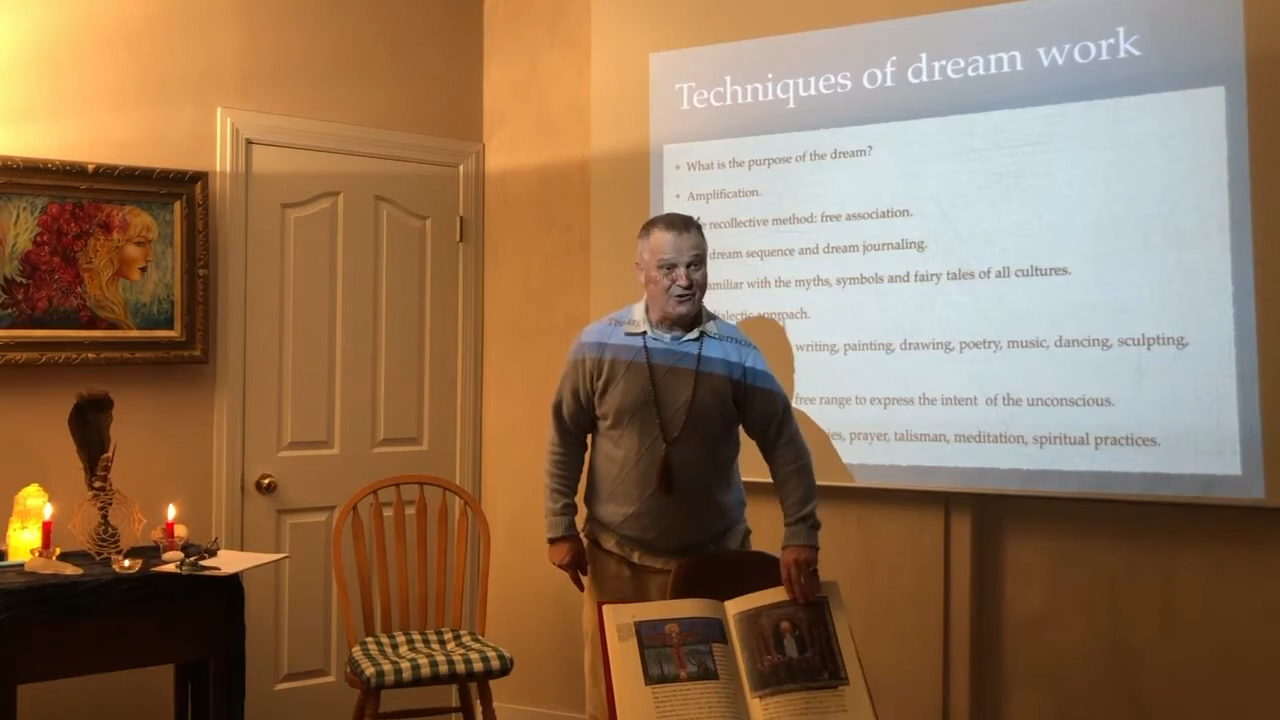 Techniques of dream work
What is the purpose of the dream?
Amplification.
recollective method: free association.
dream sequence and dream journaling.
with the myths, symbols and fairy tales of all cultures.
approach.
writing, painting, drawing, poetry, music, dancing, sculpting,
free range to express the intent of the unconscious.
prayer, talisman, meditation, spiritual practices.